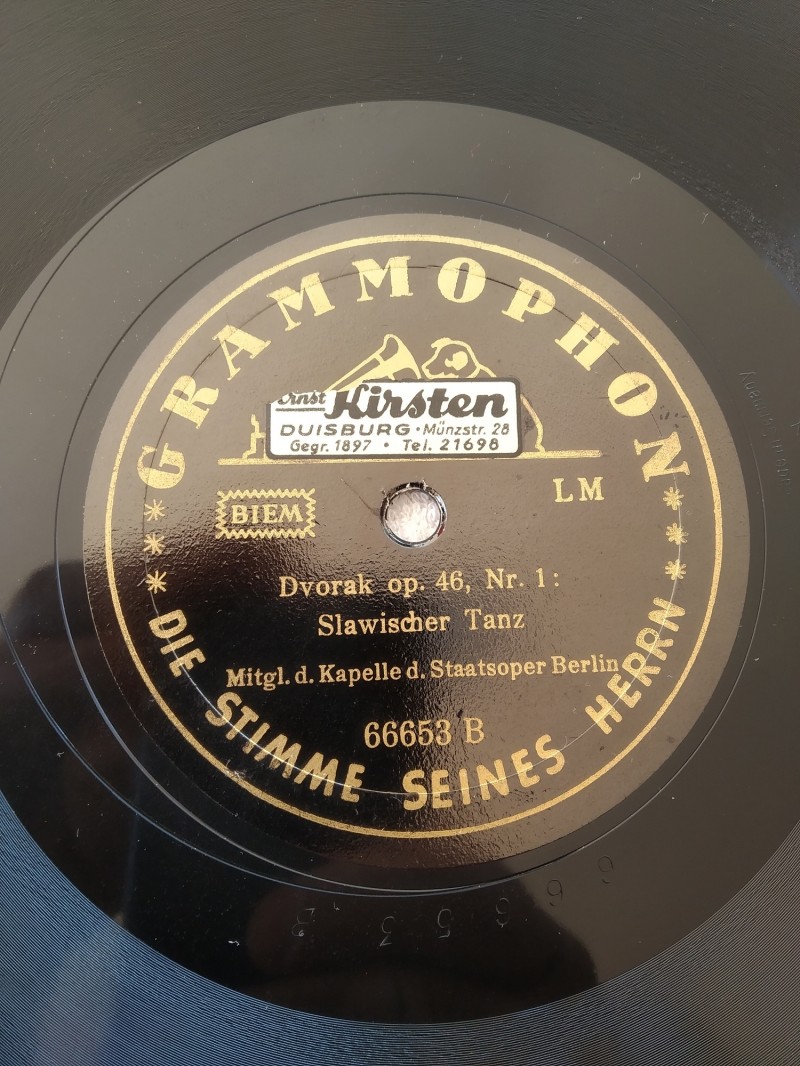 GRAMMOPHON
Ernst Kirsten
DUISBURG · Münzstr. 28
Gegr. 1897 · Tel. 21698
BIEM
LM
Dvorak op. 46, Nr. 1:
Slawischer Tanz
Mitgl. d. Kapelle d. Staatsoper Berlin
66653 B
*** DIE STIMME SEINES HERRN ***